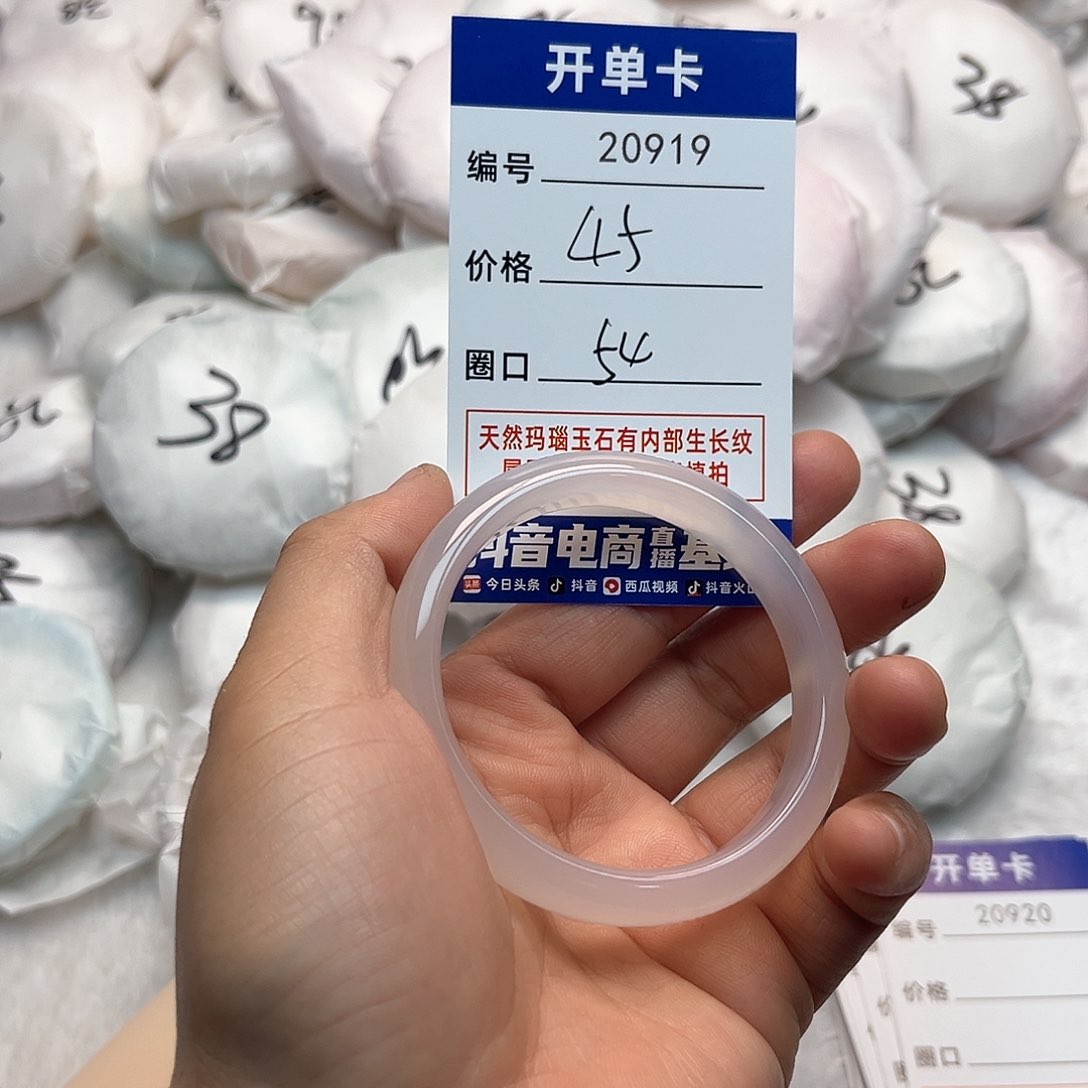 38
开单卡
编号 20919
价格 45
圈口 54
天然玛瑙玉石有内部生长纹
慎拍
抖音电商直播基
今日头条 抖音 西瓜视频 抖音火山
38
38
开单卡
编号 20920
价格
圈口